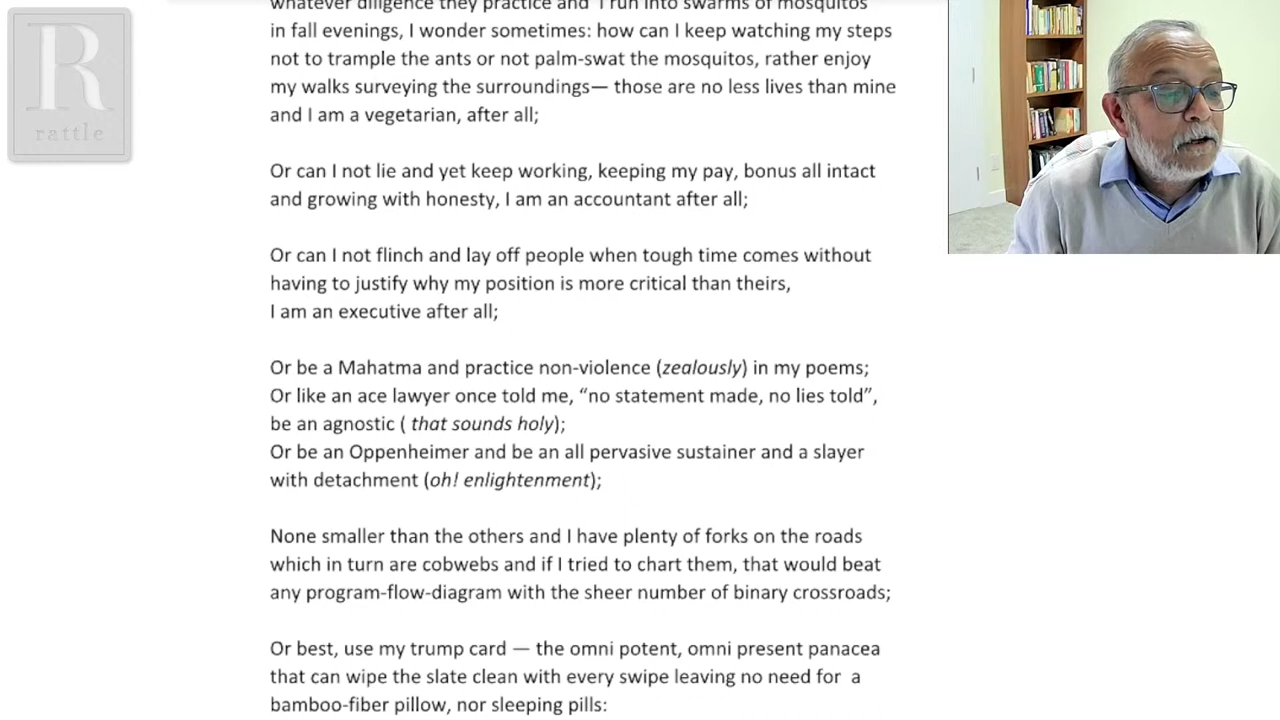 whatever diligence they practice and I run into swarms of mosquitos
in fall evenings, I wonder sometimes: how can I keep watching my steps
not to trample the ants or not palm-swat the mosquitos, rather enjoy
my walks surveying the surroundings— those are no less lives than mine
and I am a vegetarian, after all;
Or can I not lie and yet keep working, keeping my pay, bonus all intact
and growing with honesty, I am an accountant after all;
Or can I not flinch and lay off people when tough time comes without
having to justify why my position is more critical than theirs,
I am an executive after all;
Or be a Mahatma and practice non-violence (zealously) in my poems;
Or like an ace lawyer once told me, “no statement made, no lies told”,
be an agnostic ( that sounds holy);
Or be an Oppenheimer and be an all pervasive sustainer and a slayer
with detachment (oh! enlightenment);
None smaller than the others and I have plenty of forks on the roads
which in turn are cobwebs and if I tried to chart them, that would beat
any program-flow-diagram with the sheer number of binary crossroads;
Or best, use my trump card — the omni potent, omni present panacea
that can wipe the slate clean with every swipe leaving no need for  a
bamboo-fiber pillow, nor sleeping pills:
R
rattle